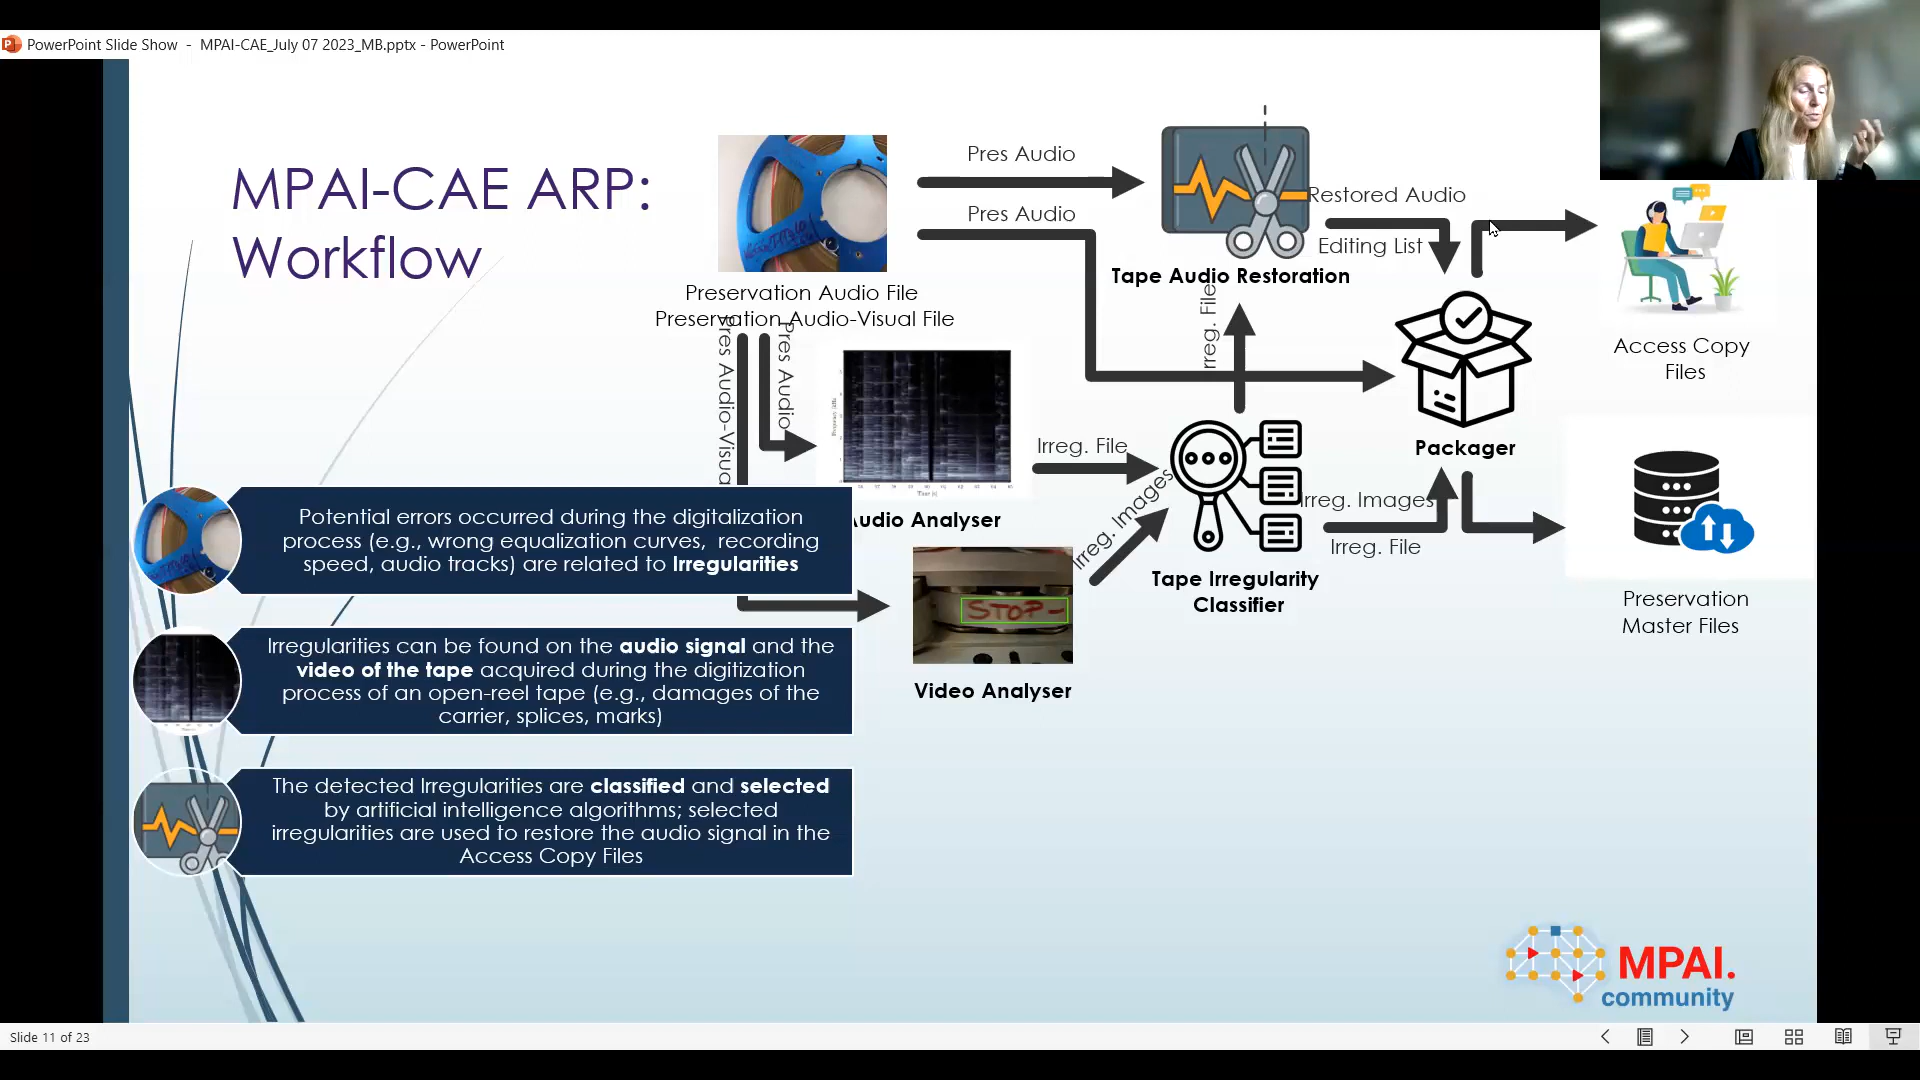 PowerPoint Slide Show - MPAI-CAE_July 07 2023_MB.pptx - PowerPoint
MPAI-CAE ARP:
Workflow
Pres Audio
Pres Audio
Restored Audio
Editing List
Tape Audio Restoration
Preservation Audio File
Preservation Audio-Visual File
Pres Audio-Visua
Pres Audio
Irreg. File
Access Copy
Files
Packager
Irreg. File
Irreg. Images
Audio Analyser
Irreg. Images
Irreg. File
Tape Irregularity
Classifier
STOP-
Video Analyser
Preservation
Master Files
Potential errors occurred during the digitalization
process (e.g., wrong equalization curves, recording
speed, audio tracks) are related to Irregularities
Irregularities can be found on the audio signal and the
video of the tape acquired during the digitization
process of an open-reel tape (e.g., damages of the
carrier, splices, marks)
The detected Irregularities are classified and selected
by artificial intelligence algorithms; selected
irregularities are used to restore the audio signal in the
Access Copy Files
MPAI.
community
Slide 11 of 23